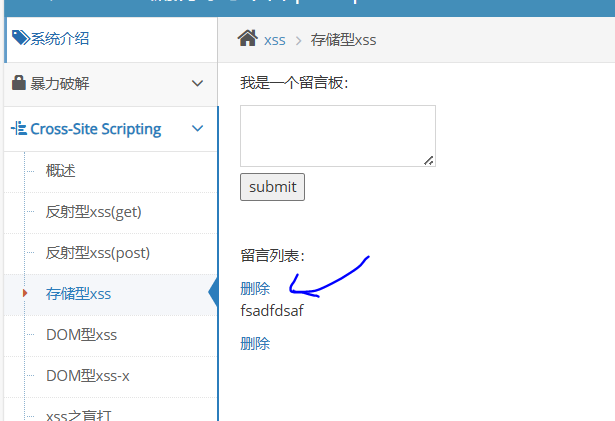 系统介绍
xss > 存储型xss
暴力破解
我是一个留言板：
Cross-Site Scripting
概述
submit
反射型xss(get)
反射型xss(post)
留言列表：
存储型xss
删除
fsadfdsaf
DOM型xss
删除
DOM型xss-x
xss之盲打